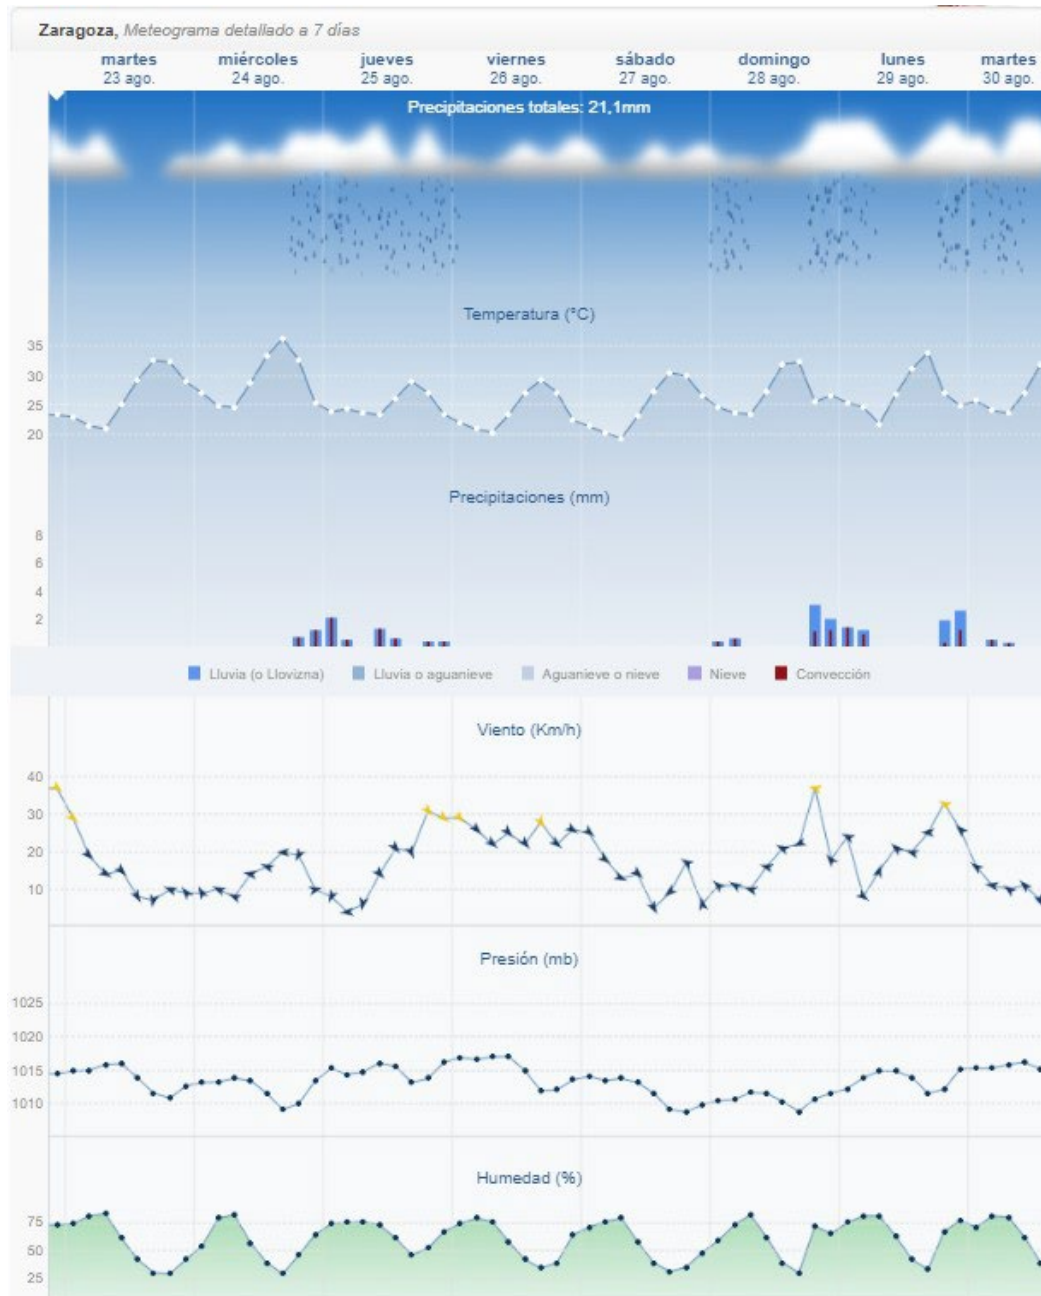 Zaragoza, Meteograma detallado a 7 días
martes miércoles jueves viernes sábado domingo lunes martes
23 ago. 24 ago. 25 ago. 26 ago. 27 ago. 28 ago. 29 ago. 30 ago.
Precipitaciones totales: 21,1mm
Temperatura (°C)
35
30
25
20
Precipitaciones (mm)
8
6
4
2
Lluvia (o Llovizna) Lluvia o aguanieve Aguanieve o nieve Nieve Convección
Viento (Km/h)
40
30
20
10
Presión (mb)
1025
1020
1015
1010
Humedad (%)
75
50
25